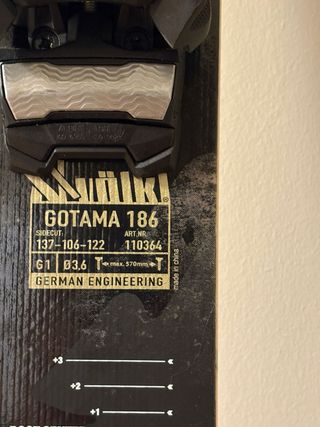 völkl
GOTAMA 186
SIDECUT: ART.NR.
137-106-122 110364
G1 Ø3,6 max. 570mm
GERMAN ENGINEERING
made in china
+3
+2
+1